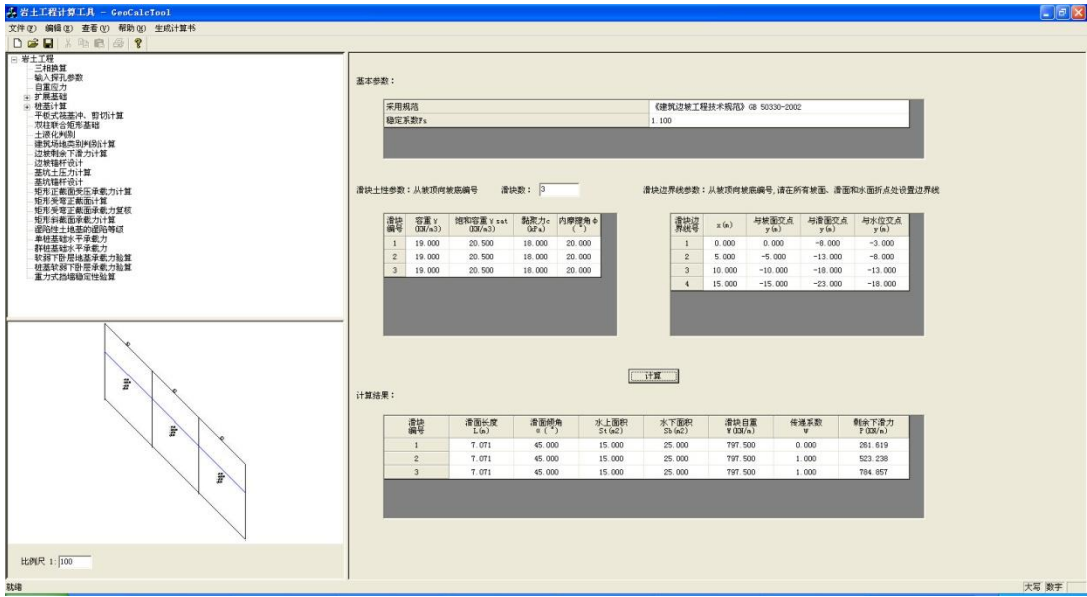 岩土工程计算工具 - GeoCalcTool
文件(F) 编辑(E) 查看(V) 帮助(H) 生成计算书
岩土工程
三相换算
输入探孔参数
自重应力
扩展基础
桩基计算
平板式筏基冲、剪切计算
双柱联合矩形基础
土液化判别
建筑场地类别判别计算
边坡剩余下滑力计算
边坡锚杆设计
基坑土压力计算
基坑锚杆设计
矩形正截面受压承载力计算
矩形受弯正截面计算
矩形受弯正截面承载力复核
矩形斜截面承载力计算
湿陷性土地基的湿陷等级
单桩基础水平承载力
群桩基础水平承载力
软弱下卧层地基承载力验算
桩基软弱下卧层承载力验算
重力式挡墙稳定性验算
比例尺 1: 100
基本参数：
采用规范 《建筑边坡工程技术规范》GB 50330-2002
稳定系数Fs 1.100
滑块土性参数：从坡顶向坡底编号 滑块数： 3
滑块编号 容重γ(KN/m3) 饱和容重γsat(KN/m3) 黏聚力c(kPa) 内摩擦角Φ(°)
1 19.000 20.500 18.000 20.000
2 19.000 20.500 18.000 20.000
3 19.000 20.500 18.000 20.000
滑块边界线参数：从坡顶向坡底编号,请在所有坡面、滑面和水面折点处设置边界线
滑块边界线号 x(m) 与坡面交点y(m) 与滑面交点y(m) 与水位交点y(m)
1 0.000 0.000 -8.000 -3.000
2 5.000 -5.000 -13.000 -8.000
3 10.000 -10.000 -18.000 -13.000
4 15.000 -15.000 -23.000 -18.000
计算
计算结果：
滑块编号 滑面长度L(m) 滑面倾角α(°) 水上面积St(m2) 水下面积Sb(m2) 滑块自重W(KN/m) 传递系数Ψ 剩余下滑力P(KN/m)
1 7.071 45.000 15.000 25.000 797.500 0.000 261.619
2 7.071 45.000 15.000 25.000 797.500 1.000 523.238
3 7.071 45.000 15.000 25.000 797.500 1.000 784.857
就绪
大写 数字